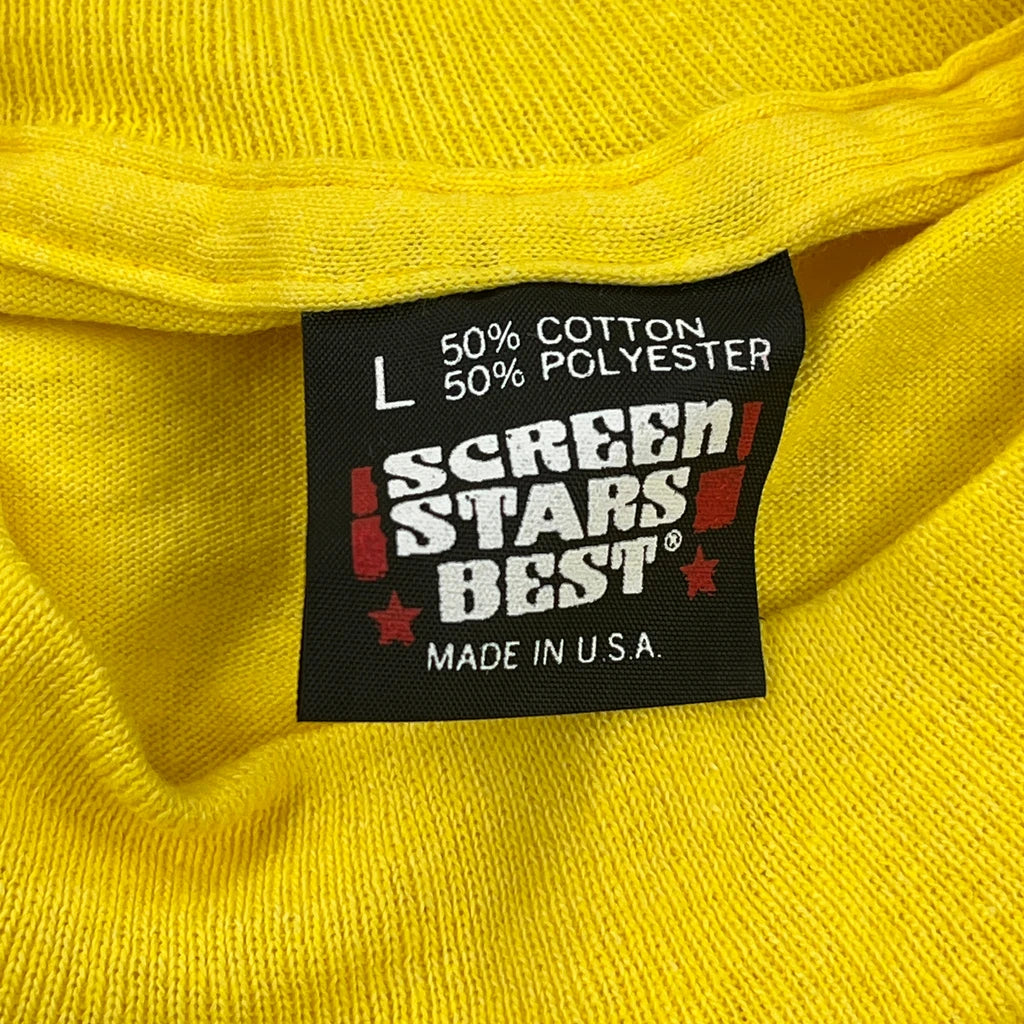 L
50% COTTON
50% POLYESTER
SCREEN
STARS
BEST®
MADE IN U.S.A.